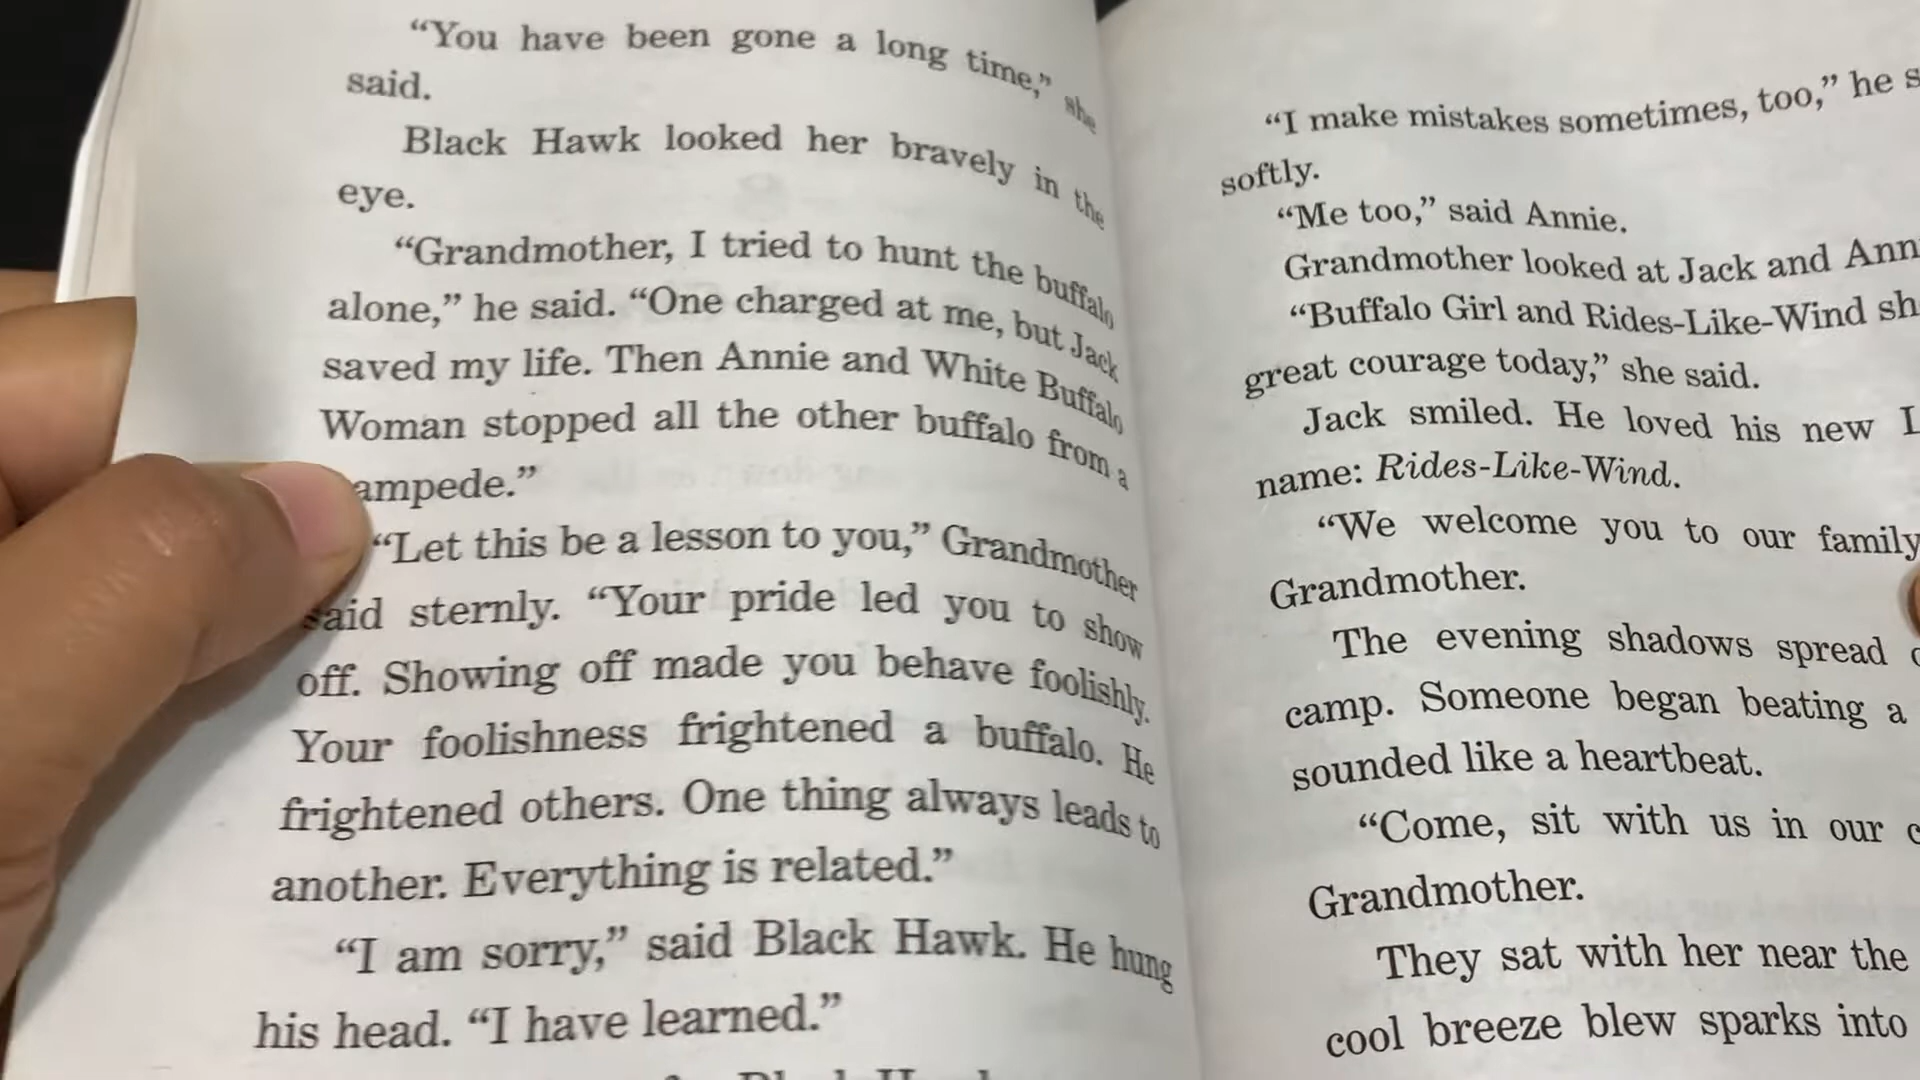 “You have been gone a long time,” she
said.
Black Hawk looked her bravely in the
eye.
“Grandmother, I tried to hunt the buffalo
alone,” he said. “One charged at me, but Jack
saved my life. Then Annie and White Buffalo
Woman stopped all the other buffalo from a
ampede.”
“Let this be a lesson to you,” Grandmother
said sternly. “Your pride led you to show
off. Showing off made you behave foolishly.
Your foolishness frightened a buffalo. He
frightened others. One thing always leads to
another. Everything is related.”
“I am sorry,” said Black Hawk. He hung
his head. “I have learned.”
“I make mistakes sometimes, too,” he s
softly.
“Me too,” said Annie.
Grandmother looked at Jack and Ann
“Buffalo Girl and Rides-Like-Wind sh
great courage today,” she said.
Jack smiled. He loved his new L
name: Rides-Like-Wind.
“We welcome you to our family
Grandmother.
The evening shadows spread
camp. Someone began beating a
sounded like a heartbeat.
“Come, sit with us in our c
Grandmother.
They sat with her near the
cool breeze blew sparks into